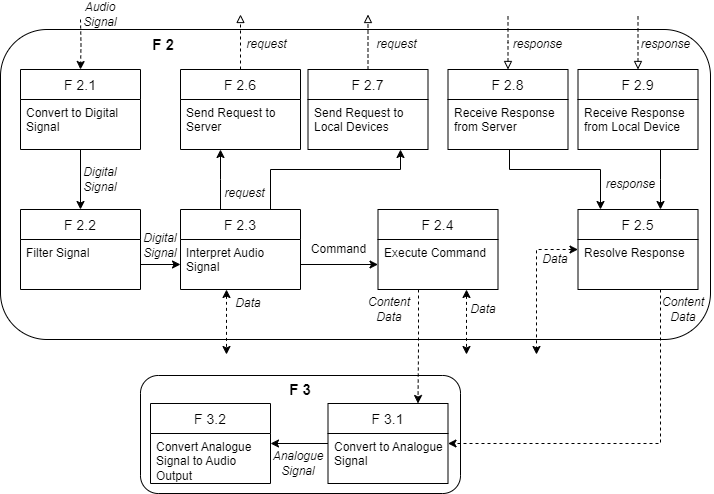 Audio
Signal
F 2
request
request
response
response
F 2.1
Convert to Digital
Signal
F 2.6
Send Request to
Server
F 2.7
Send Request to
Local Devices
F 2.8
Receive Response
from Server
F 2.9
Receive Response
from Local Device
Digital
Signal
request
response
F 2.2
Filter Signal
Digital
Signal
F 2.3
Interpret Audio
Signal
Command
F 2.4
Execute Command
Data
F 2.5
Resolve Response
Data
Content
Data
Data
Content
Data
F 3
F 3.2
Convert Analogue
Signal to Audio
Output
Analogue
Signal
F 3.1
Convert to Analogue
Signal